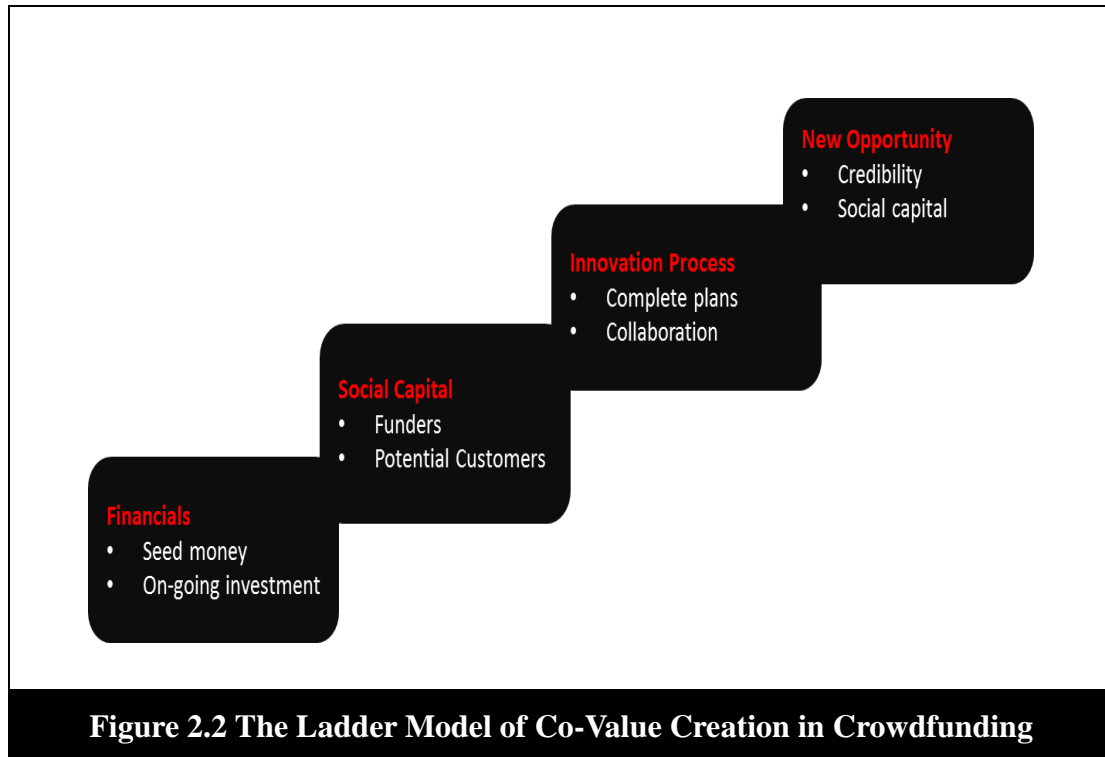 New Opportunity
• Credibility
• Social capital
Innovation Process
• Complete plans
• Collaboration
Social Capital
• Funders
• Potential Customers
Financials
• Seed money
• On-going investment
Figure 2.2 The Ladder Model of Co-Value Creation in Crowdfunding